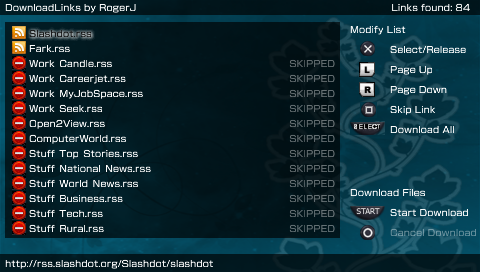 DownloadLinks by RogerJ Links found: 84
Slashdot.rss
Fark.rss
Work Candle.rss SKIPPED
Work Careerjet.rss SKIPPED
Work MyJobSpace.rss SKIPPED
Work Seek.rss SKIPPED
Open2View.rss SKIPPED
ComputerWorld.rss SKIPPED
Stuff Top Stories.rss SKIPPED
Stuff National News.rss SKIPPED
Stuff World News.rss SKIPPED
Stuff Business.rss SKIPPED
Stuff Tech.rss SKIPPED
Stuff Rural.rss SKIPPED
Modify List
Select/Release
L Page Up
R Page Down
Skip Link
SELECT Download All
Download Files
START Start Download
Cancel Download
http://rss.slashdot.org/Slashdot/slashdot